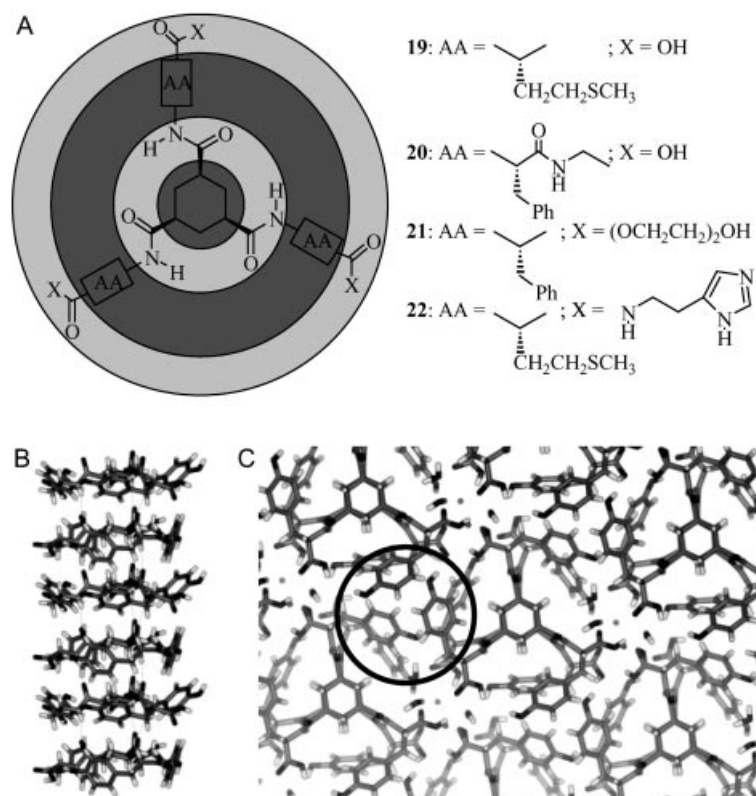 A
O X
AA
H N O
H
N AA
O
O X
N H
O
X AA
O
19: AA = ; X = OH
CH₂CH₂SCH₃
20: AA = O N H ; X = OH
Ph
21: AA = ; X = (OCH₂CH₂)₂OH
Ph
22: AA = ; X = N H N N H
CH₂CH₂SCH₃
B C